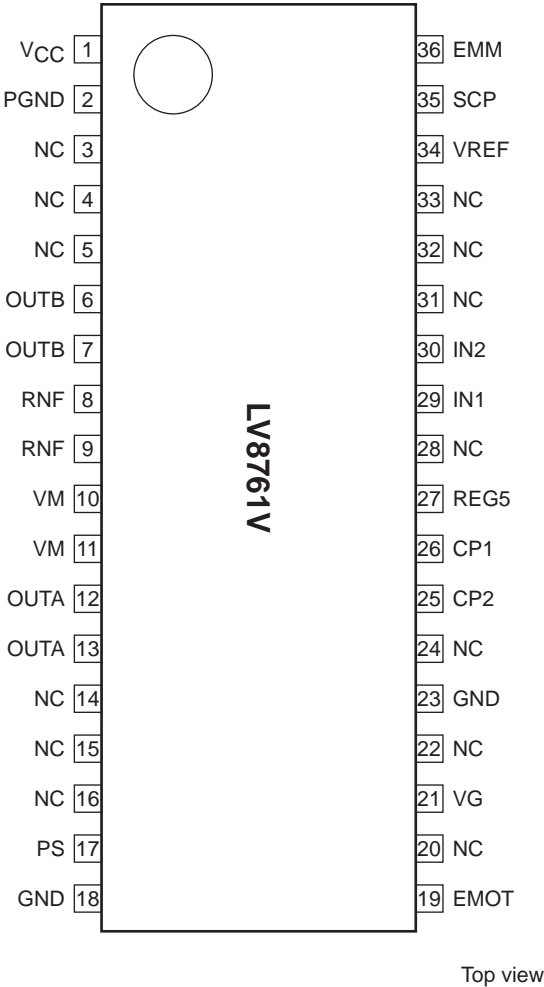 VCC 1 36 EMM
PGND 2 35 SCP
NC 3 34 VREF
NC 4 33 NC
NC 5 32 NC
OUTB 6 31 NC
OUTB 7 30 IN2
RNF 8 29 IN1
RNF 9 28 NC
VM 10 27 REG5
VM 11 26 CP1
OUTA 12 25 CP2
OUTA 13 24 NC
NC 14 23 GND
NC 15 22 NC
NC 16 21 VG
PS 17 20 NC
GND 18 19 EMOT
LV8761V
Top view